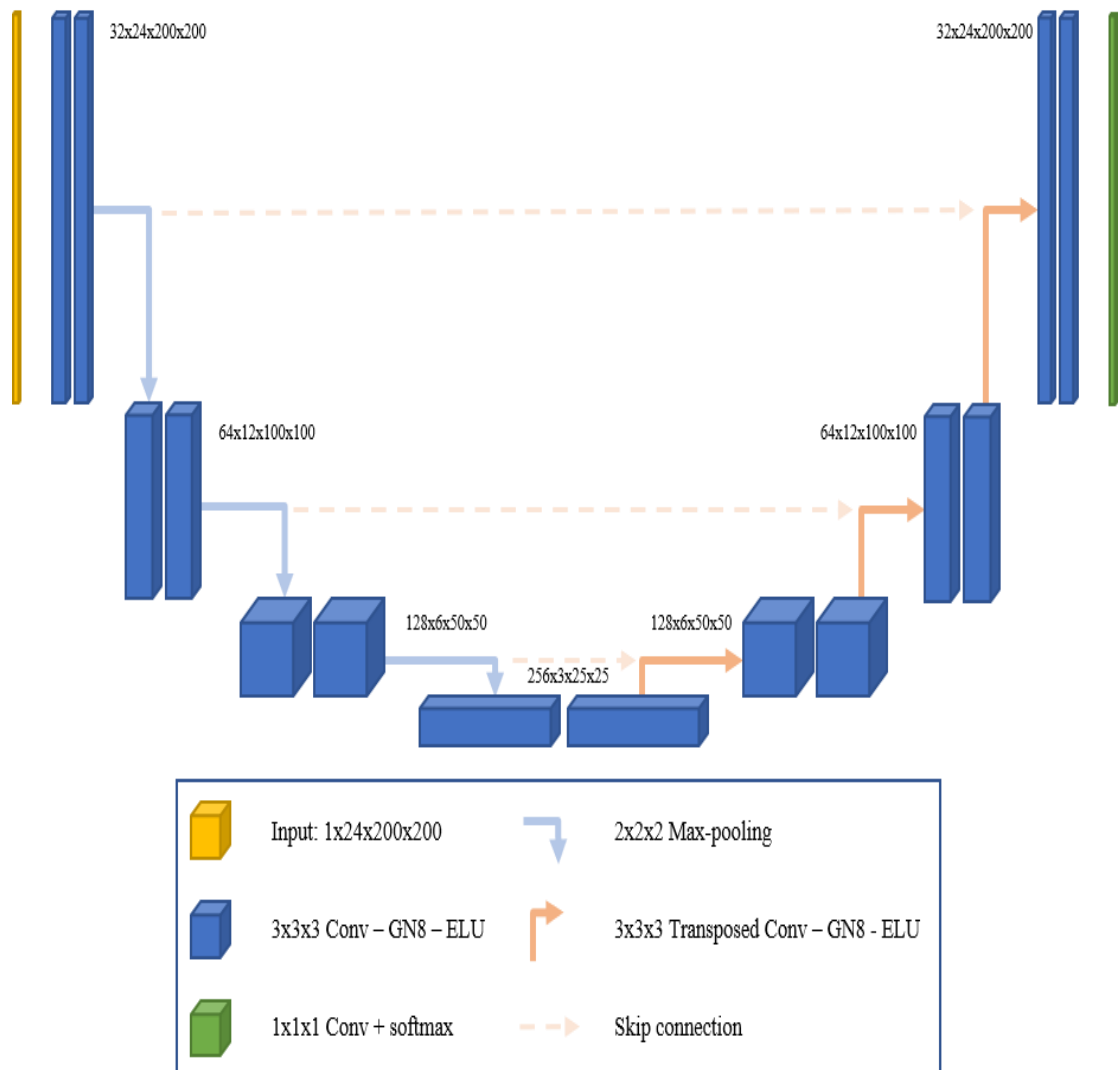 32x24x200x200
32x24x200x200
64x12x100x100
64x12x100x100
128x6x50x50
128x6x50x50
256x3x25x25
Input: 1x24x200x200
2x2x2 Max-pooling
3x3x3 Conv – GN8 – ELU
3x3x3 Transposed Conv – GN8 - ELU
1x1x1 Conv + softmax
Skip connection